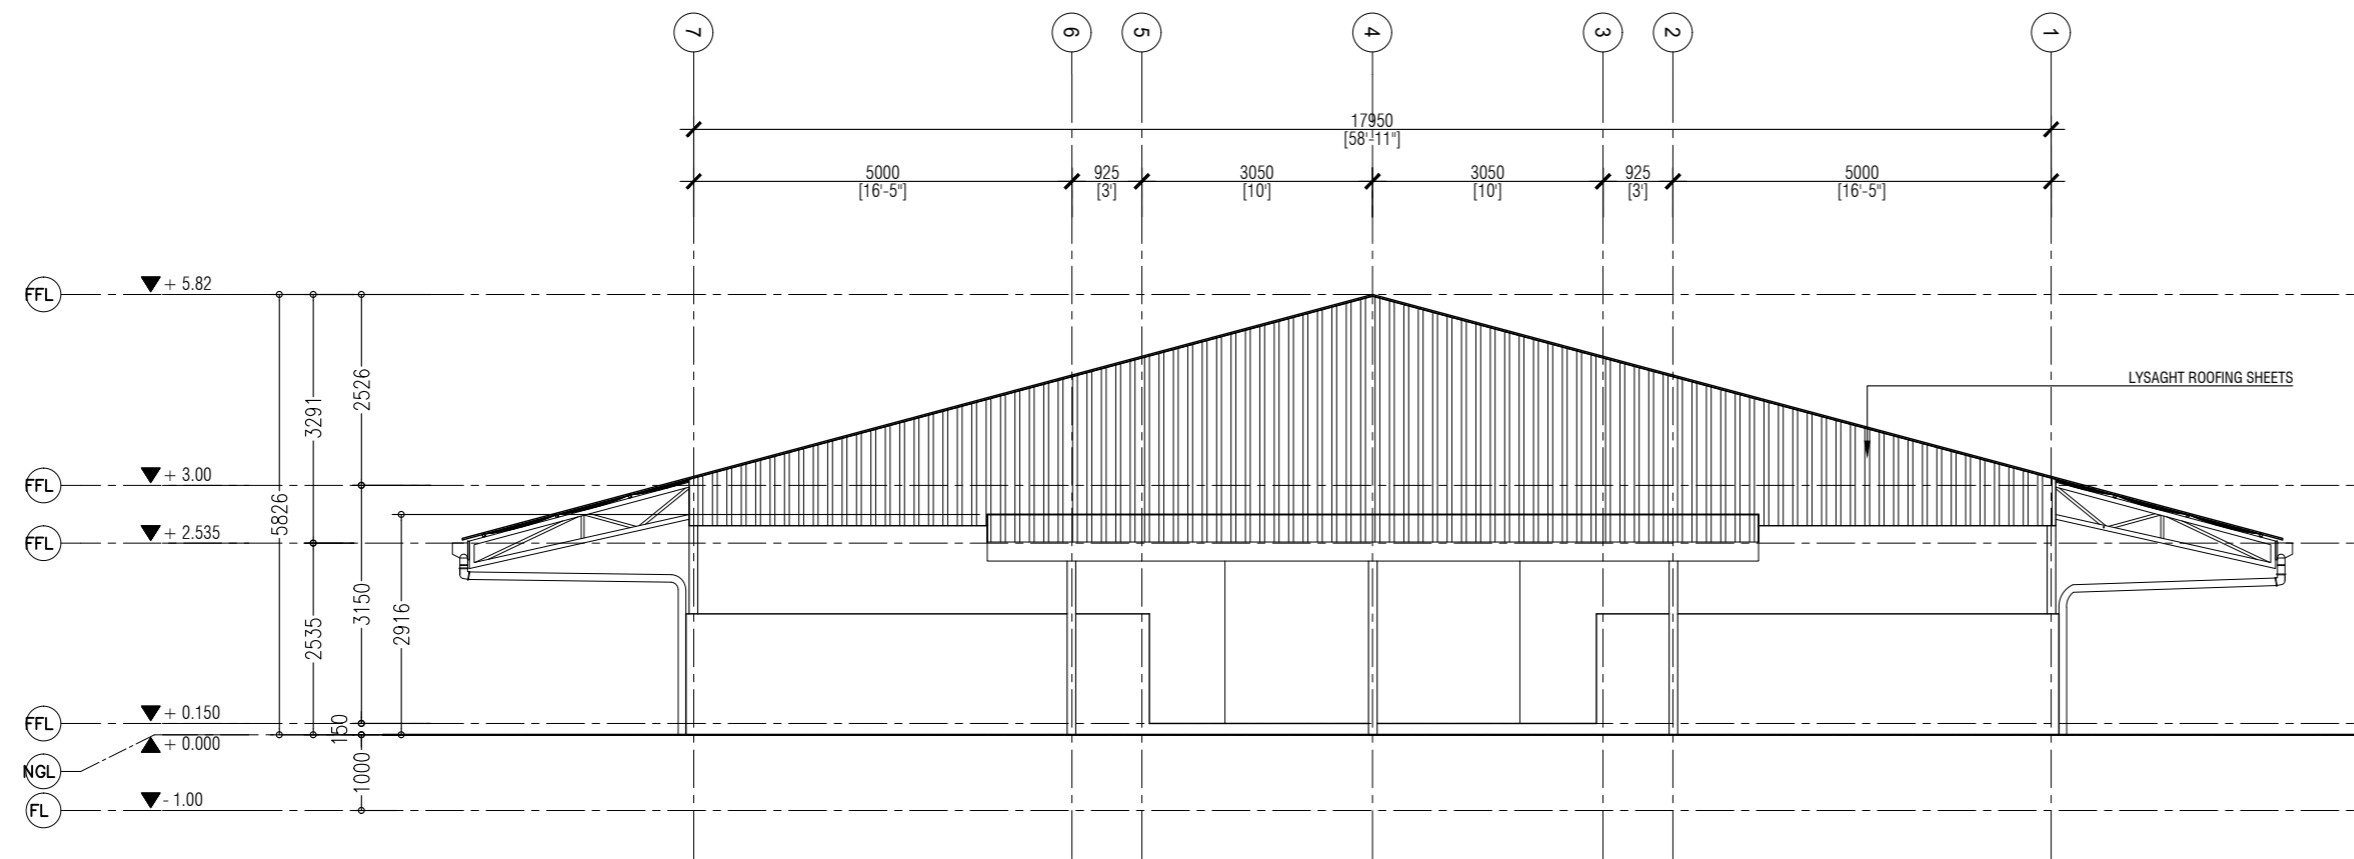 7 6 5 4 3 2 1
17950
[58'-11"]
5000 925 3050 3050 925 5000
[16'-5"] [3'] [10'] [10'] [3'] [16'-5"]
FFL + 5.82
2526
3291
LYSAGHT ROOFING SHEETS
FFL + 3.00
5826
FFL + 2.535
3150
2916
2535
FFL + 0.150
150
+ 0.000
NGL
1000
FL - 1.00